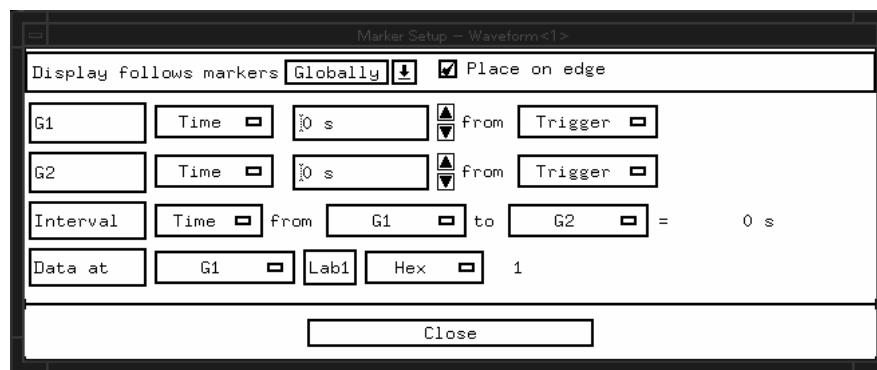 Marker Setup — Waveform<1>
Display follows markers Globally Place on edge
G1 Time 0 s from Trigger
G2 Time 0 s from Trigger
Interval Time from G1 to G2 = 0 s
Data at G1 Lab1 Hex 1
Close